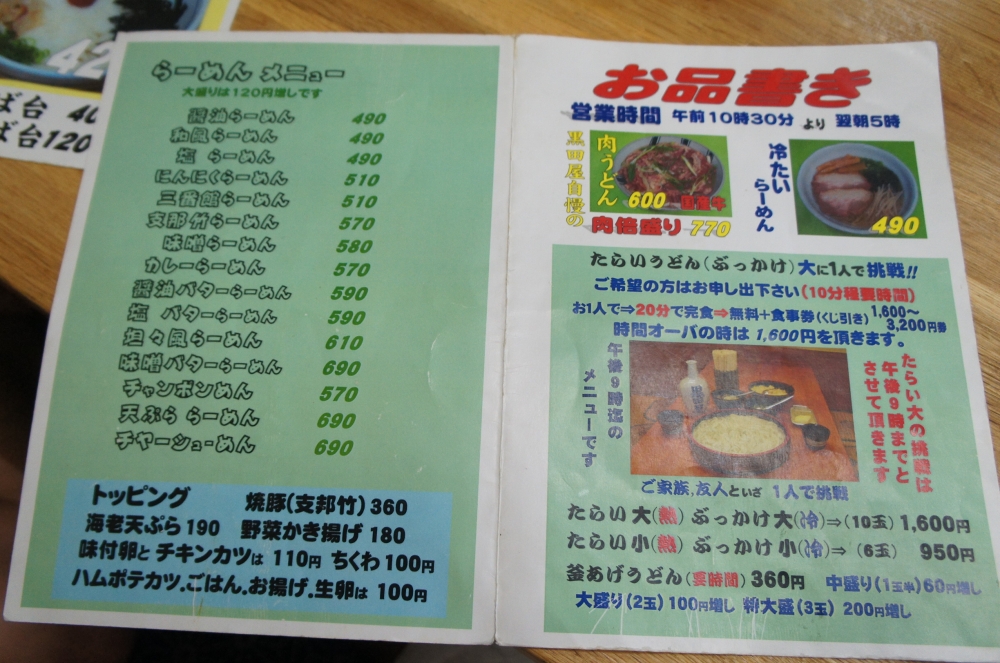 42
ば台 40
ば台120
らーめん メニュー
大盛りは120円増しです
醤油らーめん 490
和風らーめん 490
塩 らーめん 490
にんにくらーめん 510
三番館らーめん 510
支那竹らーめん 570
味噌らーめん 580
カレーらーめん 570
醤油バターらーめん 590
塩 バターらーめん 590
坦々風らーめん 610
味噌バターらーめん 690
チャンポンめん 570
天ぷら らーめん 690
チャーシューめん 690
トッピング 焼豚(支邦竹) 360
海老天ぷら 190 野菜かき揚げ 180
味付卵と チキンカツは 110円 ちくわ 100円
ハムポテカツ.ごはん.お揚げ.生卵は 100円
お品書き
営業時間 午前10時30分 より 翌朝5時
黒田屋自慢の
肉うどん
600 国産牛
肉倍盛り 770
冷たい
らーめん
490
たらいうどん(ぶっかけ)大に1人で挑戦!!
ご希望の方はお申し出下さい(10分程要時間)
お1人で⇒20分で完食⇒無料+食事券(くじ引き) 1,600~
3,200円券
時間オーバの時は 1,600円を頂きます。
午後9時迄の
メニューです
たらい大の挑戦は
午後9時までと
させて頂きます
ご家族,友人といざ 1人で挑戦
たらい 大(熱) ぶっかけ 大(冷)⇒(10玉) 1,600円
たらい 小(熱) ぶっかけ 小(冷)⇒ (6玉) 950円
釜あげうどん(要時間) 360円 中盛り(1玉半)60円増し
大盛り(2玉) 100円増し 特大盛(3玉) 200円増し